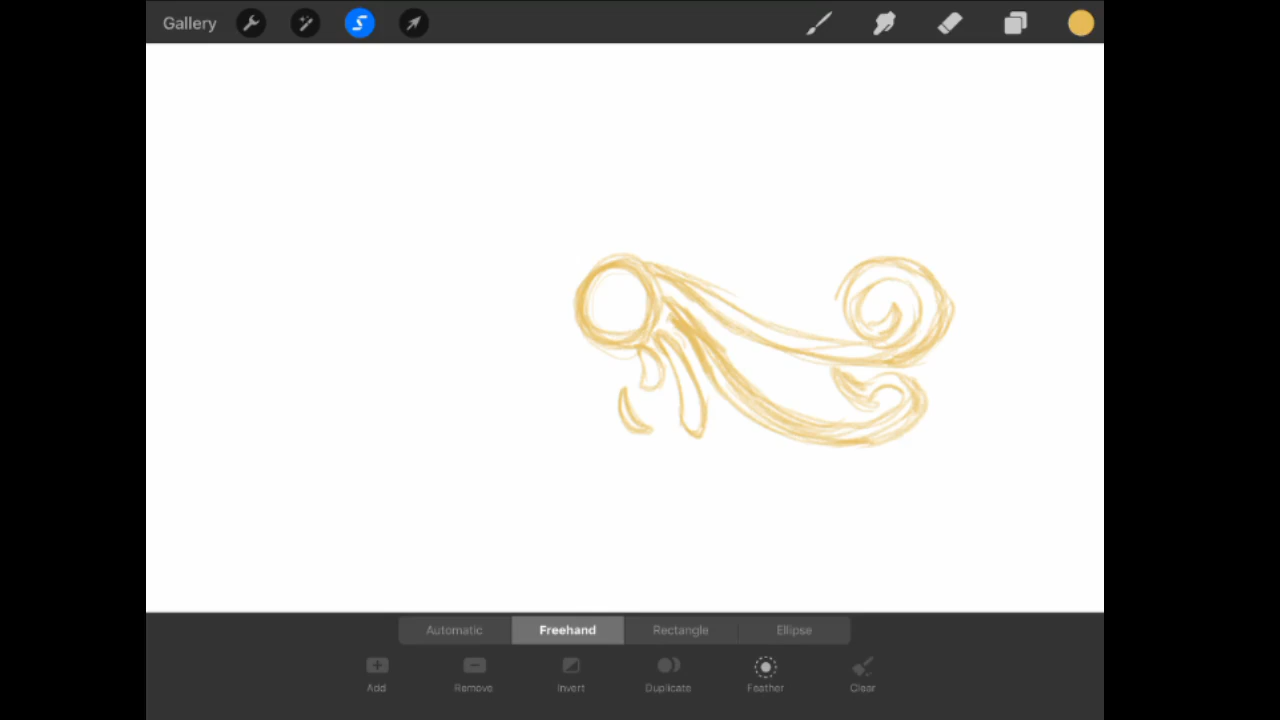 Gallery
Automatic Freehand Rectangle Ellipse
Add Remove Invert Duplicate Feather Clear